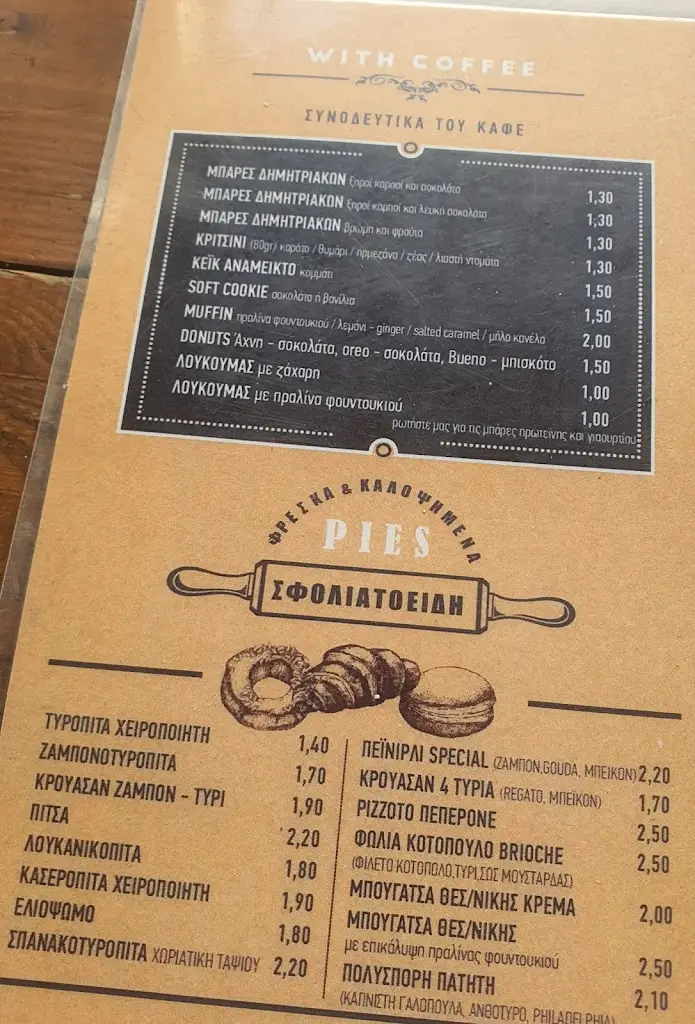 WITH COFFEE
ΣΥΝΟΔΕΥΤΙΚΑ ΤΟΥ ΚΑΦΕ
ΜΠΑΡΕΣ ΔΗΜΗΤΡΙΑΚΩΝ ξηροί καρποί και σοκολάτα 1,30
ΜΠΑΡΕΣ ΔΗΜΗΤΡΙΑΚΩΝ ξηροί καρποί και λευκή σοκολάτα 1,30
ΜΠΑΡΕΣ ΔΗΜΗΤΡΙΑΚΩΝ βρώμη και φρούτα 1,30
ΚΡΙΤΣΙΝΙ (80gr) καρότο / θυμάρι / παρμεζάνα / ζέας / λιαστή ντομάτα 1,30
ΚΕΪΚ ΑΝΑΜΕΙΚΤΟ κομμάτι 1,50
SOFT COOKIE σοκολάτα ή βανίλια 1,50
MUFFIN πραλίνα φουντουκιού / λεμόνι - ginger / salted caramel / μήλο κανέλα 2,00
DONUTS Άχνη - σοκολάτα, oreo - σοκολάτα, Bueno - μπισκότο 1,50
ΛΟΥΚΟΥΜΑΣ με ζάχαρη 1,00
ΛΟΥΚΟΥΜΑΣ με πραλίνα φουντουκιού 1,00
ρωτήστε μας για τις μπάρες πρωτεΐνης και γιαουρτιού
ΦΡΕΣΚΑ & ΚΑΛΟΨΗΜΕΝΑ
PIES
ΣΦΟΛΙΑΤΟΕΙΔΗ
ΤΥΡΟΠΙΤΑ ΧΕΙΡΟΠΟΙΗΤΗ 1,40
ΖΑΜΠΟΝΟΤΥΡΟΠΙΤΑ 1,70
ΚΡΟΥΑΣΑΝ ΖΑΜΠΟΝ - ΤΥΡΙ 1,90
ΠΙΤΣΑ 2,20
ΛΟΥΚΑΝΙΚΟΠΙΤΑ 1,80
ΚΑΣΕΡΟΠΙΤΑ ΧΕΙΡΟΠΟΙΗΤΗ 1,90
ΕΛΙΟΨΩΜΟ 1,80
ΣΠΑΝΑΚΟΤΥΡΟΠΙΤΑ ΧΩΡΙΑΤΙΚΗ ΤΑΨΙΟΥ 2,20
ΠΕΪΝΙΡΛΙ SPECIAL (ΖΑΜΠΟΝ,GOUDA, ΜΠΕΙΚΟΝ) 2,20
ΚΡΟΥΑΣΑΝ 4 ΤΥΡΙΑ (REGATO, ΜΠΕΪΚΟΝ) 1,70
ΡΙΖΖΟΤΟ ΠΕΠΕΡΟΝΕ 2,50
ΦΩΛΙΑ ΚΟΤΟΠΟΥΛΟ BRIOCHE 2,50
(ΦΙΛΕΤΟ ΚΟΤΟΠΟΛΟ,ΤΥΡΙ,ΣΩΣ ΜΟΥΣΤΑΡΔΑΣ)
ΜΠΟΥΓΑΤΣΑ ΘΕΣ/ΝΙΚΗΣ ΚΡΕΜΑ 2,00
ΜΠΟΥΓΑΤΣΑ ΘΕΣ/ΝΙΚΗΣ
με επικάλυψη πραλίνας φουντουκιού 2,50
ΠΟΛΥΣΠΟΡΗ ΠΑΤΗΤΗ 2,10
(ΚΑΠΝΙΣΤΗ ΓΑΛΟΠΟΥΛΑ, ΑΝΘΟΤΥΡΟ, PHILADELPHIA)